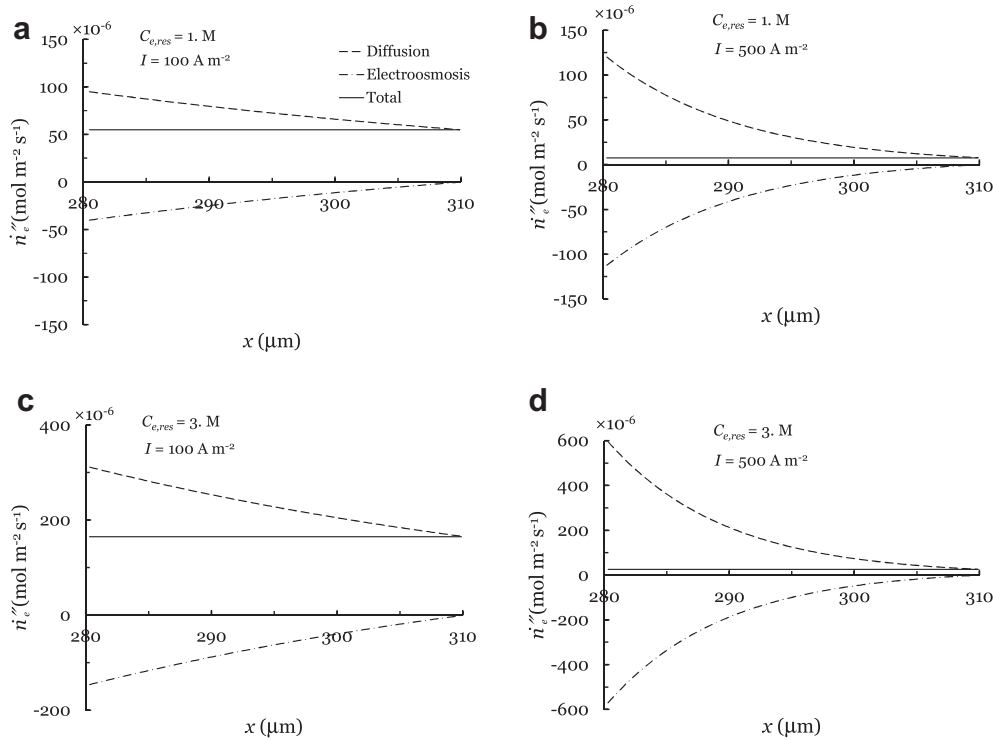 a
×10⁻⁶
C_e,res = 1. M
I = 100 A m⁻²
Diffusion
Electroosmosis
Total
150
100
50
0
-50
-100
-150
280
290
300
310
ṅ″_e (mol m⁻² s⁻¹)
x (μm)
b
×10⁻⁶
C_e,res = 1. M
I = 500 A m⁻²
150
100
50
0
-50
-100
-150
280
290
300
310
ṅ″_e (mol m⁻² s⁻¹)
x (μm)
c
×10⁻⁶
C_e,res = 3. M
I = 100 A m⁻²
400
200
0
-200
280
290
300
310
ṅ″_e (mol m⁻² s⁻¹)
x (μm)
d
×10⁻⁶
C_e,res = 3. M
I = 500 A m⁻²
600
400
200
0
-200
-400
-600
280
290
300
310
ṅ″_e (mol m⁻² s⁻¹)
x (μm)